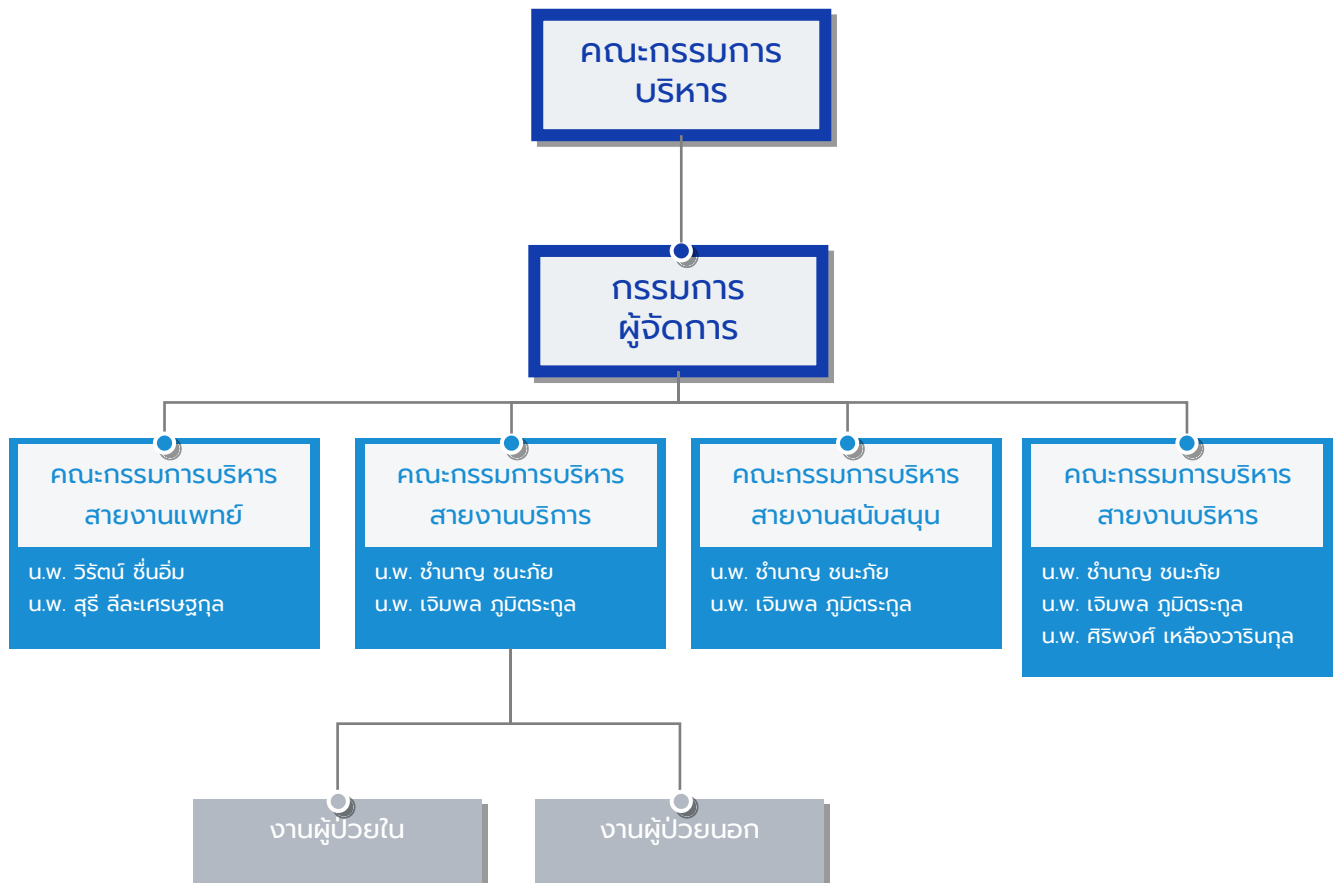 คณะกรรมการ
บริหาร
กรรมการ
ผู้จัดการ
คณะกรรมการบริหาร
สายงานแพทย์
น.พ. วิรัตน์ ชื่นอิ่ม
น.พ. สุธี ลีละเศรษฐกุล
คณะกรรมการบริหาร
สายงานบริการ
น.พ. ชำนาญ ชนะภัย
น.พ. เจิมพล ภูมิตระกูล
คณะกรรมการบริหาร
สายงานสนับสนุน
น.พ. ชำนาญ ชนะภัย
น.พ. เจิมพล ภูมิตระกูล
คณะกรรมการบริหาร
สายงานบริหาร
น.พ. ชำนาญ ชนะภัย
น.พ. เจิมพล ภูมิตระกูล
น.พ. ศิริพงศ์ เหลืองวารินกุล
งานผู้ป่วยใน
งานผู้ป่วยนอก